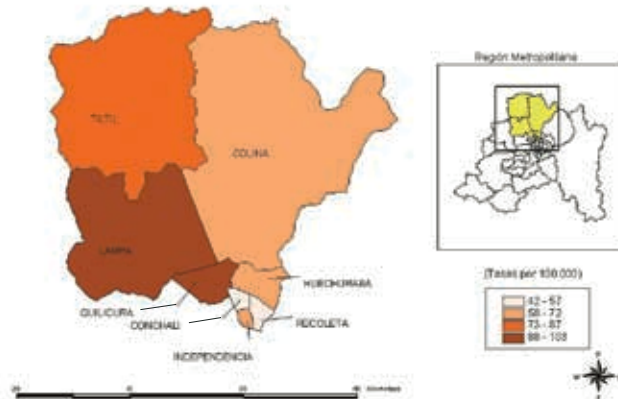 Región Metropolitana
TILTIL
COLINA
LAMPA
HUECHURABA
QUILICURA
CONCHALI
RECOLETA
INDEPENDENCIA
(Tasas por 100.000)
42 - 57
58 - 72
73 - 87
88 - 103